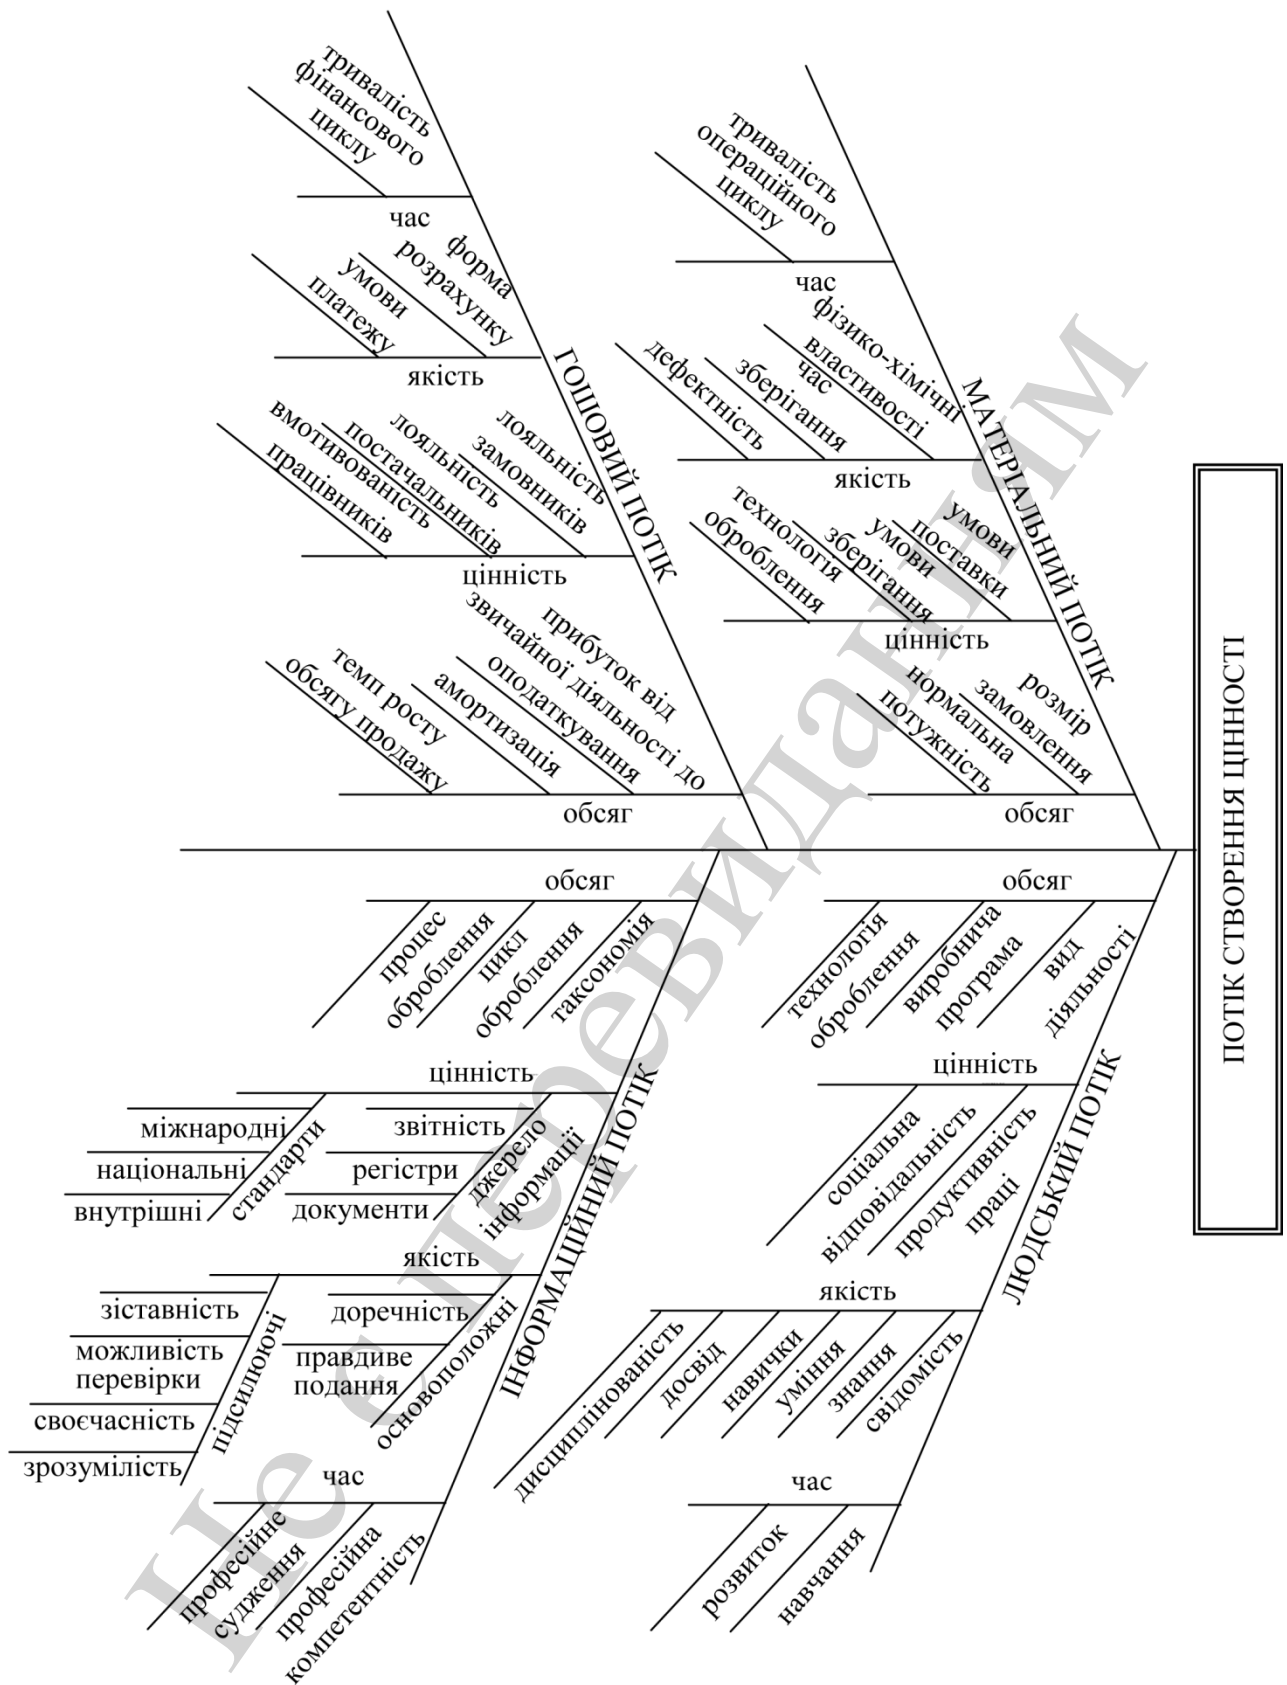 тривалість
фінансового
циклу
час
форма
розрахунку
умови
платежу
якість
лояльність
замовників
лояльність
постачальників
вмотивованість
працівників
цінність
прибуток від
звичайної діяльності до
оподаткування
амортизація
темп росту
обсягу продажу
обсяг
ГОШОВИЙ ПОТІК
тривалість
операційного
циклу
час
фізико-хімічні
властивості
час
зберігання
дефектність
якість
умови
поставки
умови
зберігання
технологія
оброблення
цінність
розмір
замовлення
нормальна
потужність
обсяг
МАТЕРІАЛЬНИЙ ПОТІК
обсяг
процес
оброблення
цикл
оброблення
таксономія
цінність
міжнародні
національні
внутрішні
стандарти
звітність
регістри
документи
джерело
інформації
якість
зіставність
можливість
перевірки
своєчасність
зрозумілість
підсилюючі
доречність
правдиве
подання
основоположні
час
професійне
судження
професійна
компетентність
ІНФОРМАЦІЙНИЙ ПОТІК
обсяг
технологія
оброблення
виробнича
програма
вид
діяльності
цінність
соціальна
відповідальність
продуктивність
праці
якість
дисциплінованість
досвід
навички
уміння
знання
свідомість
час
розвиток
навчання
ЛЮДСЬКИЙ ПОТІК
ПОТІК СТВОРЕННЯ ЦІННОСТІ
Не є перевиданням